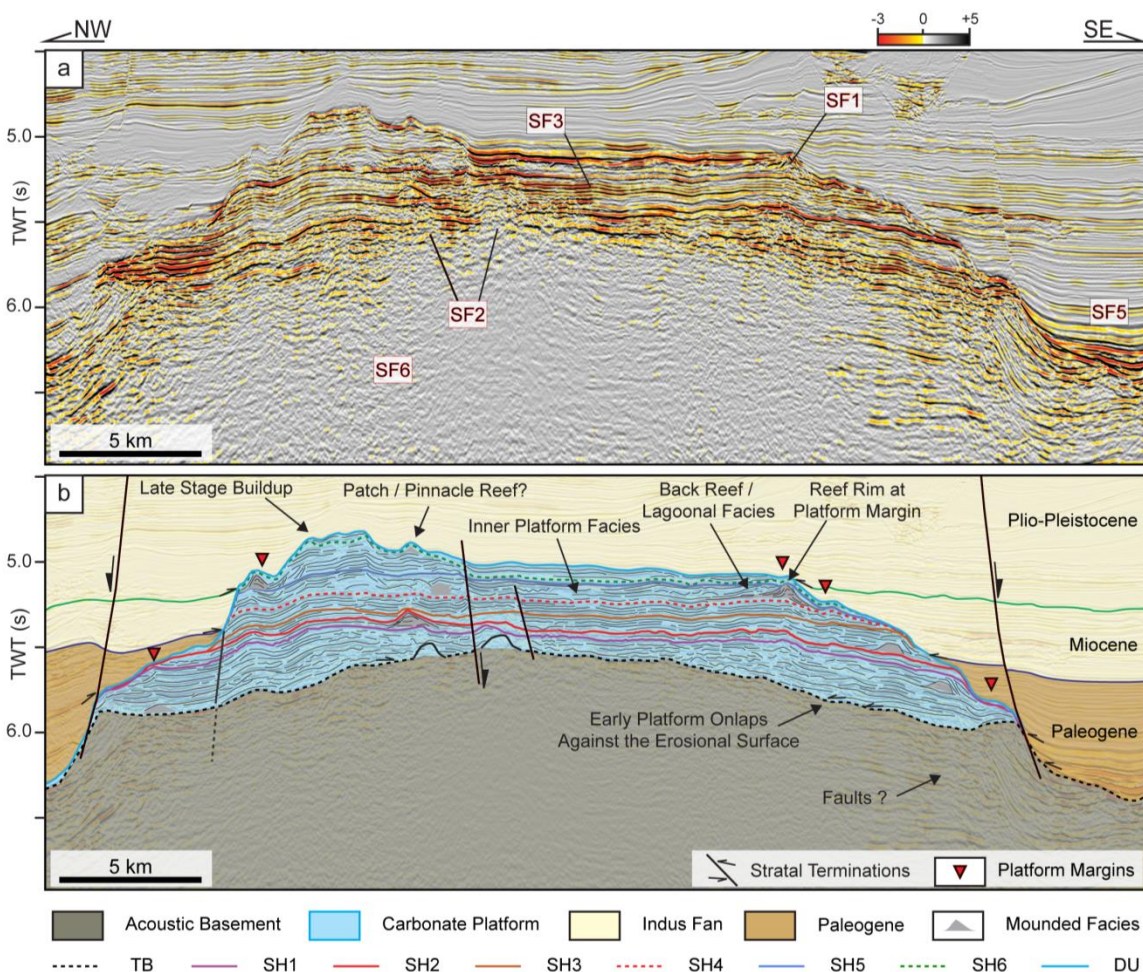 NW
-3 0 +5
SE
a
SF1
SF3
5.0
TWT (s)
SF2
6.0
SF5
SF6
5 km
b
Late Stage Buildup
Patch / Pinnacle Reef?
Back Reef /
Lagoonal Facies
Reef Rim at
Platform Margin
Inner Platform Facies
Plio-Pleistocene
5.0
TWT (s)
Miocene
6.0
Early Platform Onlaps
Against the Erosional Surface
Paleogene
Faults ?
5 km
Stratal Terminations
Platform Margins
Acoustic Basement
Carbonate Platform
Indus Fan
Paleogene
Mounded Facies
TB
SH1
SH2
SH3
SH4
SH5
SH6
DU